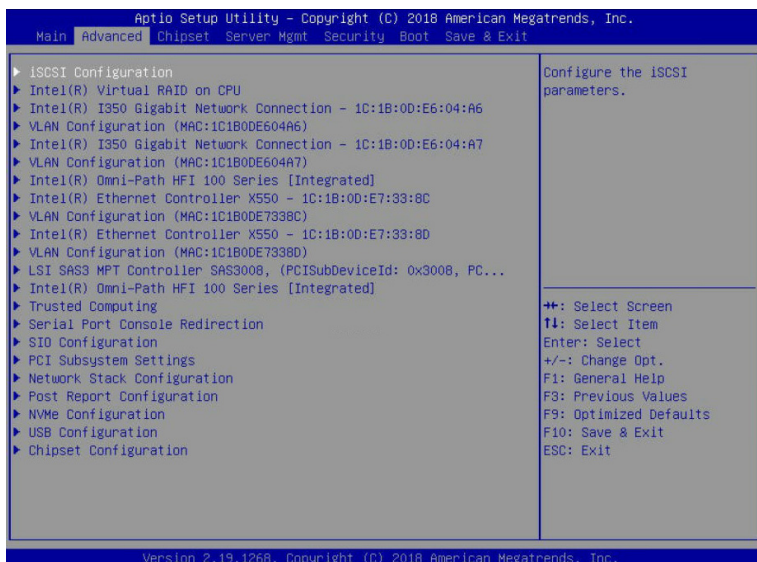 Aptio Setup Utility – Copyright (C) 2018 American Megatrends, Inc.
Main Advanced Chipset Server Mgmt Security Boot Save & Exit
iSCSI Configuration
Intel(R) Virtual RAID on CPU
Intel(R) I350 Gigabit Network Connection – 1C:1B:0D:E6:04:A6
VLAN Configuration (MAC:1C1B0DE604A6)
Intel(R) I350 Gigabit Network Connection – 1C:1B:0D:E6:04:A7
VLAN Configuration (MAC:1C1B0DE604A7)
Intel(R) Omni-Path HFI 100 Series [Integrated]
Intel(R) Ethernet Controller X550 – 1C:1B:0D:E7:33:8C
VLAN Configuration (MAC:1C1B0DE7338C)
Intel(R) Ethernet Controller X550 – 1C:1B:0D:E7:33:8D
VLAN Configuration (MAC:1C1B0DE7338D)
LSI SAS3 MPT Controller SAS3008, (PCISubDeviceId: 0x3008, PC...
Intel(R) Omni-Path HFI 100 Series [Integrated]
Trusted Computing
Serial Port Console Redirection
SIO Configuration
PCI Subsystem Settings
Network Stack Configuration
Post Report Configuration
NVMe Configuration
USB Configuration
Chipset Configuration
Configure the iSCSI
parameters.
→←: Select Screen
↑↓: Select Item
Enter: Select
+/-: Change Opt.
F1: General Help
F3: Previous Values
F9: Optimized Defaults
F10: Save & Exit
ESC: Exit
Version 2.19.1268. Copyright (C) 2018 American Megatrends, Inc.